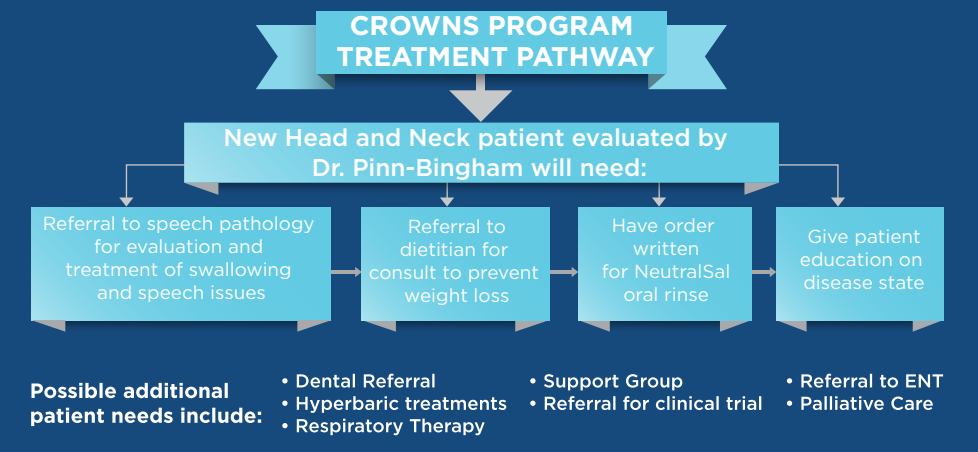 CROWNS PROGRAM
TREATMENT PATHWAY
New Head and Neck patient evaluated by
Dr. Pinn-Bingham will need:
Referral to speech pathology
for evaluation and
treatment of swallowing
and speech issues
Referral to
dietitian for
consult to prevent
weight loss
Have order
written
for NeutralSal
oral rinse
Give patient
education on
disease state
Possible additional
patient needs include:
• Dental Referral
• Hyperbaric treatments
• Respiratory Therapy
• Support Group
• Referral for clinical trial
• Referral to ENT
• Palliative Care